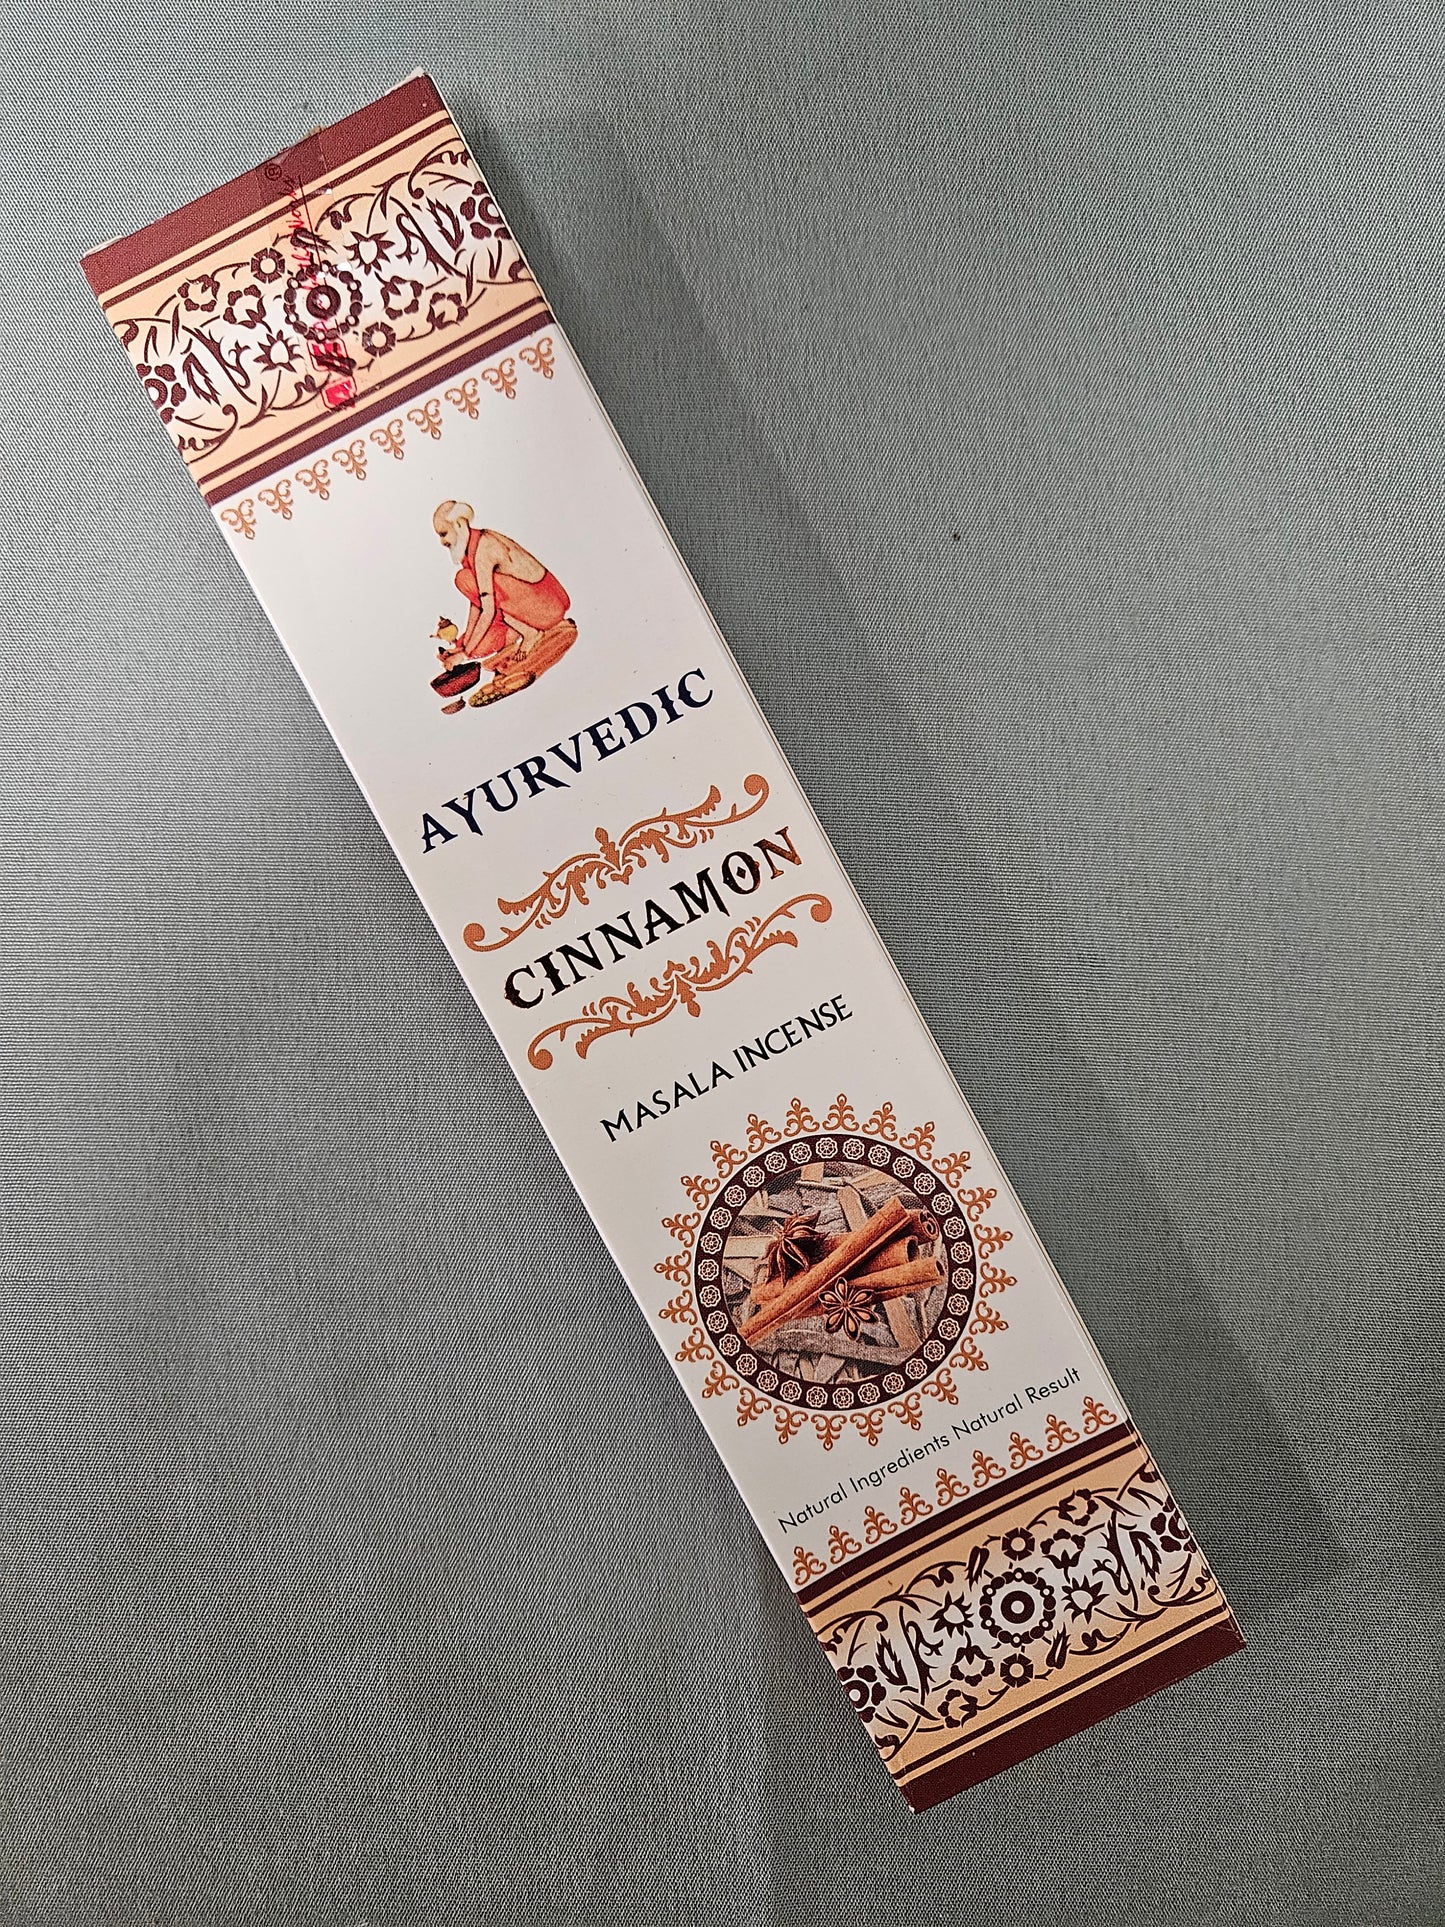 AYURVEDIC
CINNAMON
MASALA INCENSE
Natural Ingredients Natural Result